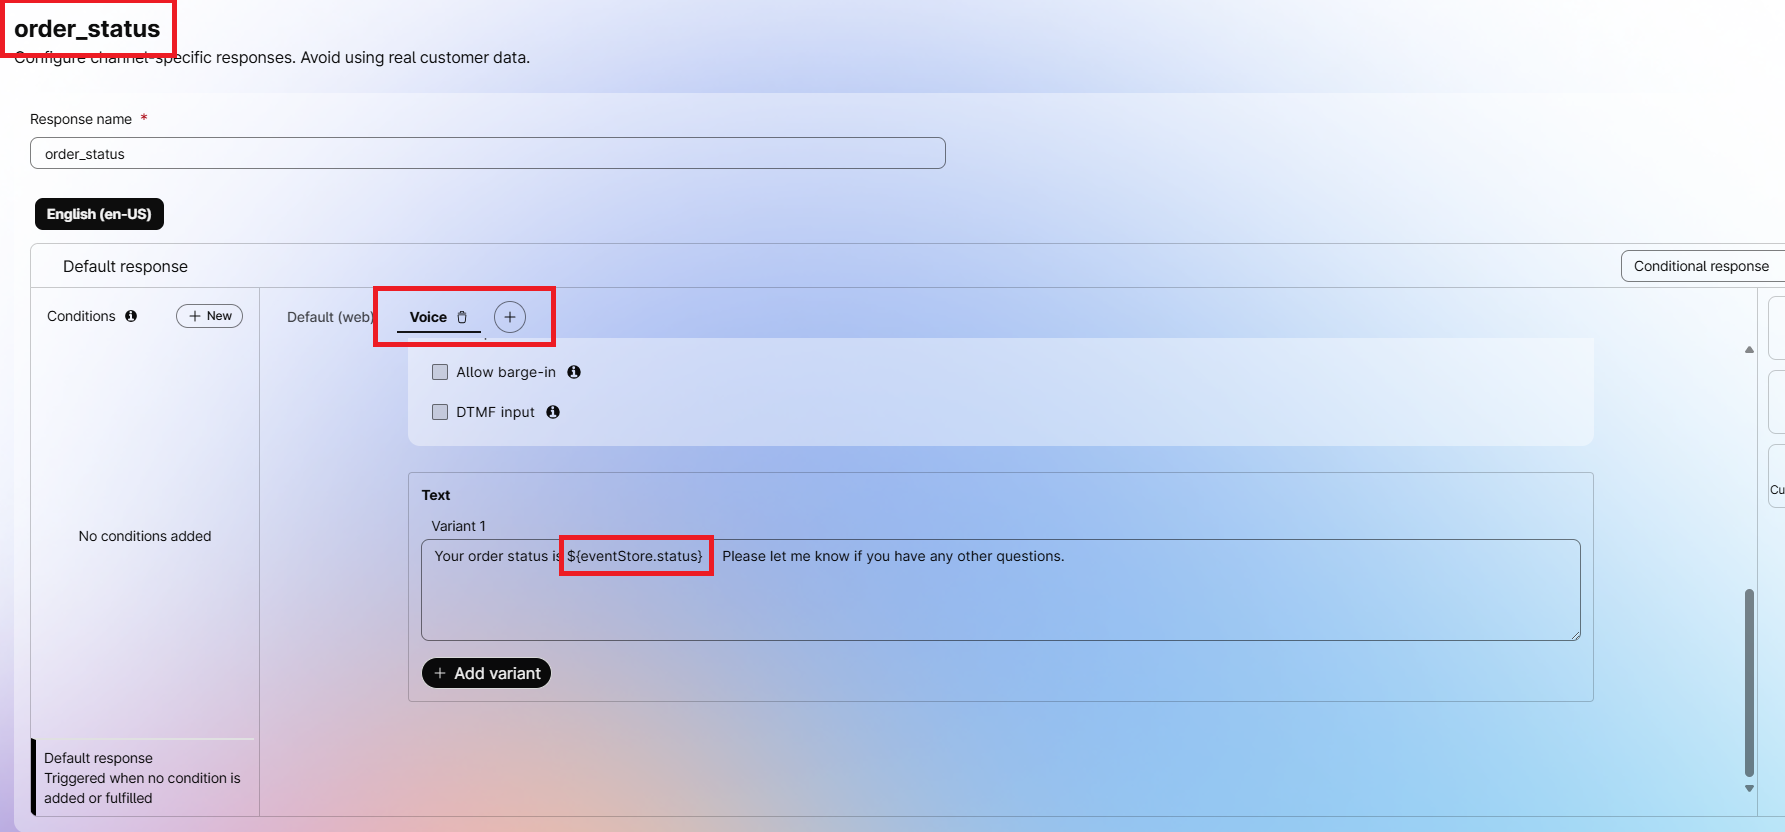 order_status
Configure channel-specific responses. Avoid using real customer data.
Response name *
order_status
English (en-US)
Default response
Conditional response
Conditions
+ New
Default (web)
Voice
+
Allow barge-in
DTMF input
Text
Variant 1
Your order status is ${eventStore.status} Please let me know if you have any other questions.
+ Add variant
No conditions added
Default response
Triggered when no condition is
added or fulfilled
Cu